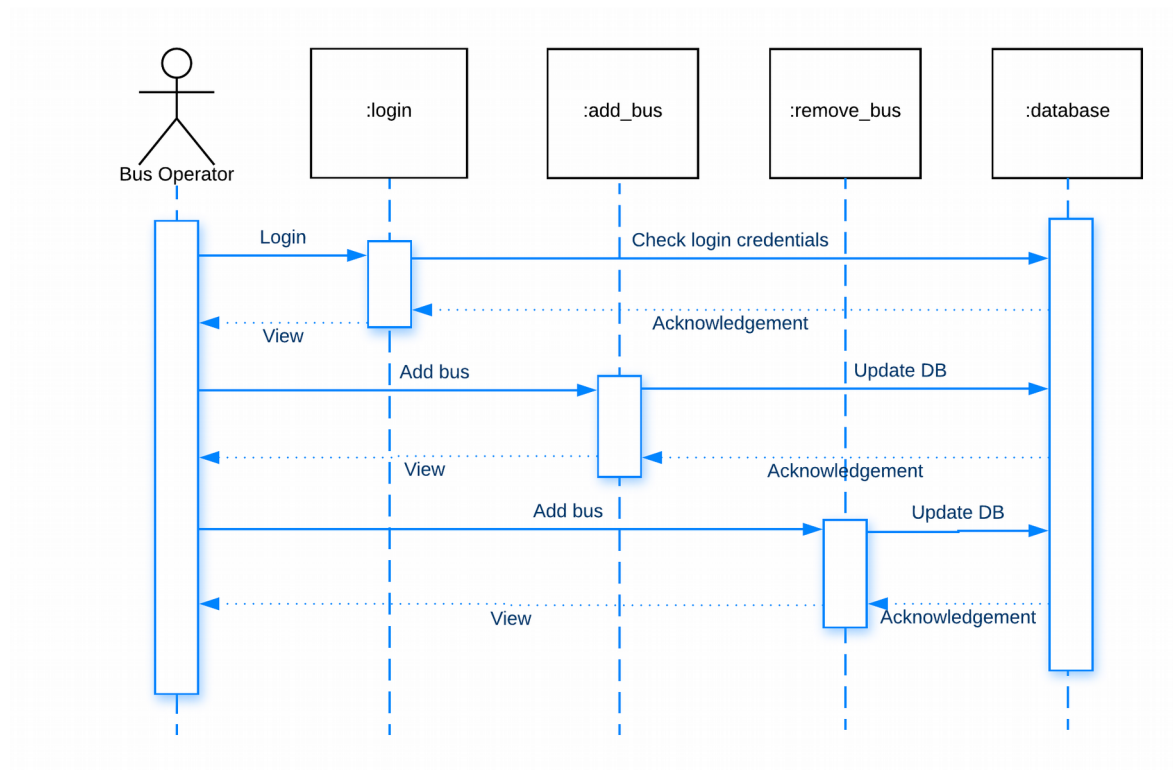 :login
:add_bus
:remove_bus
:database
Bus Operator
Login
Check login credentials
Acknowledgement
View
Add bus
Update DB
View
Acknowledgement
Add bus
Update DB
View
Acknowledgement